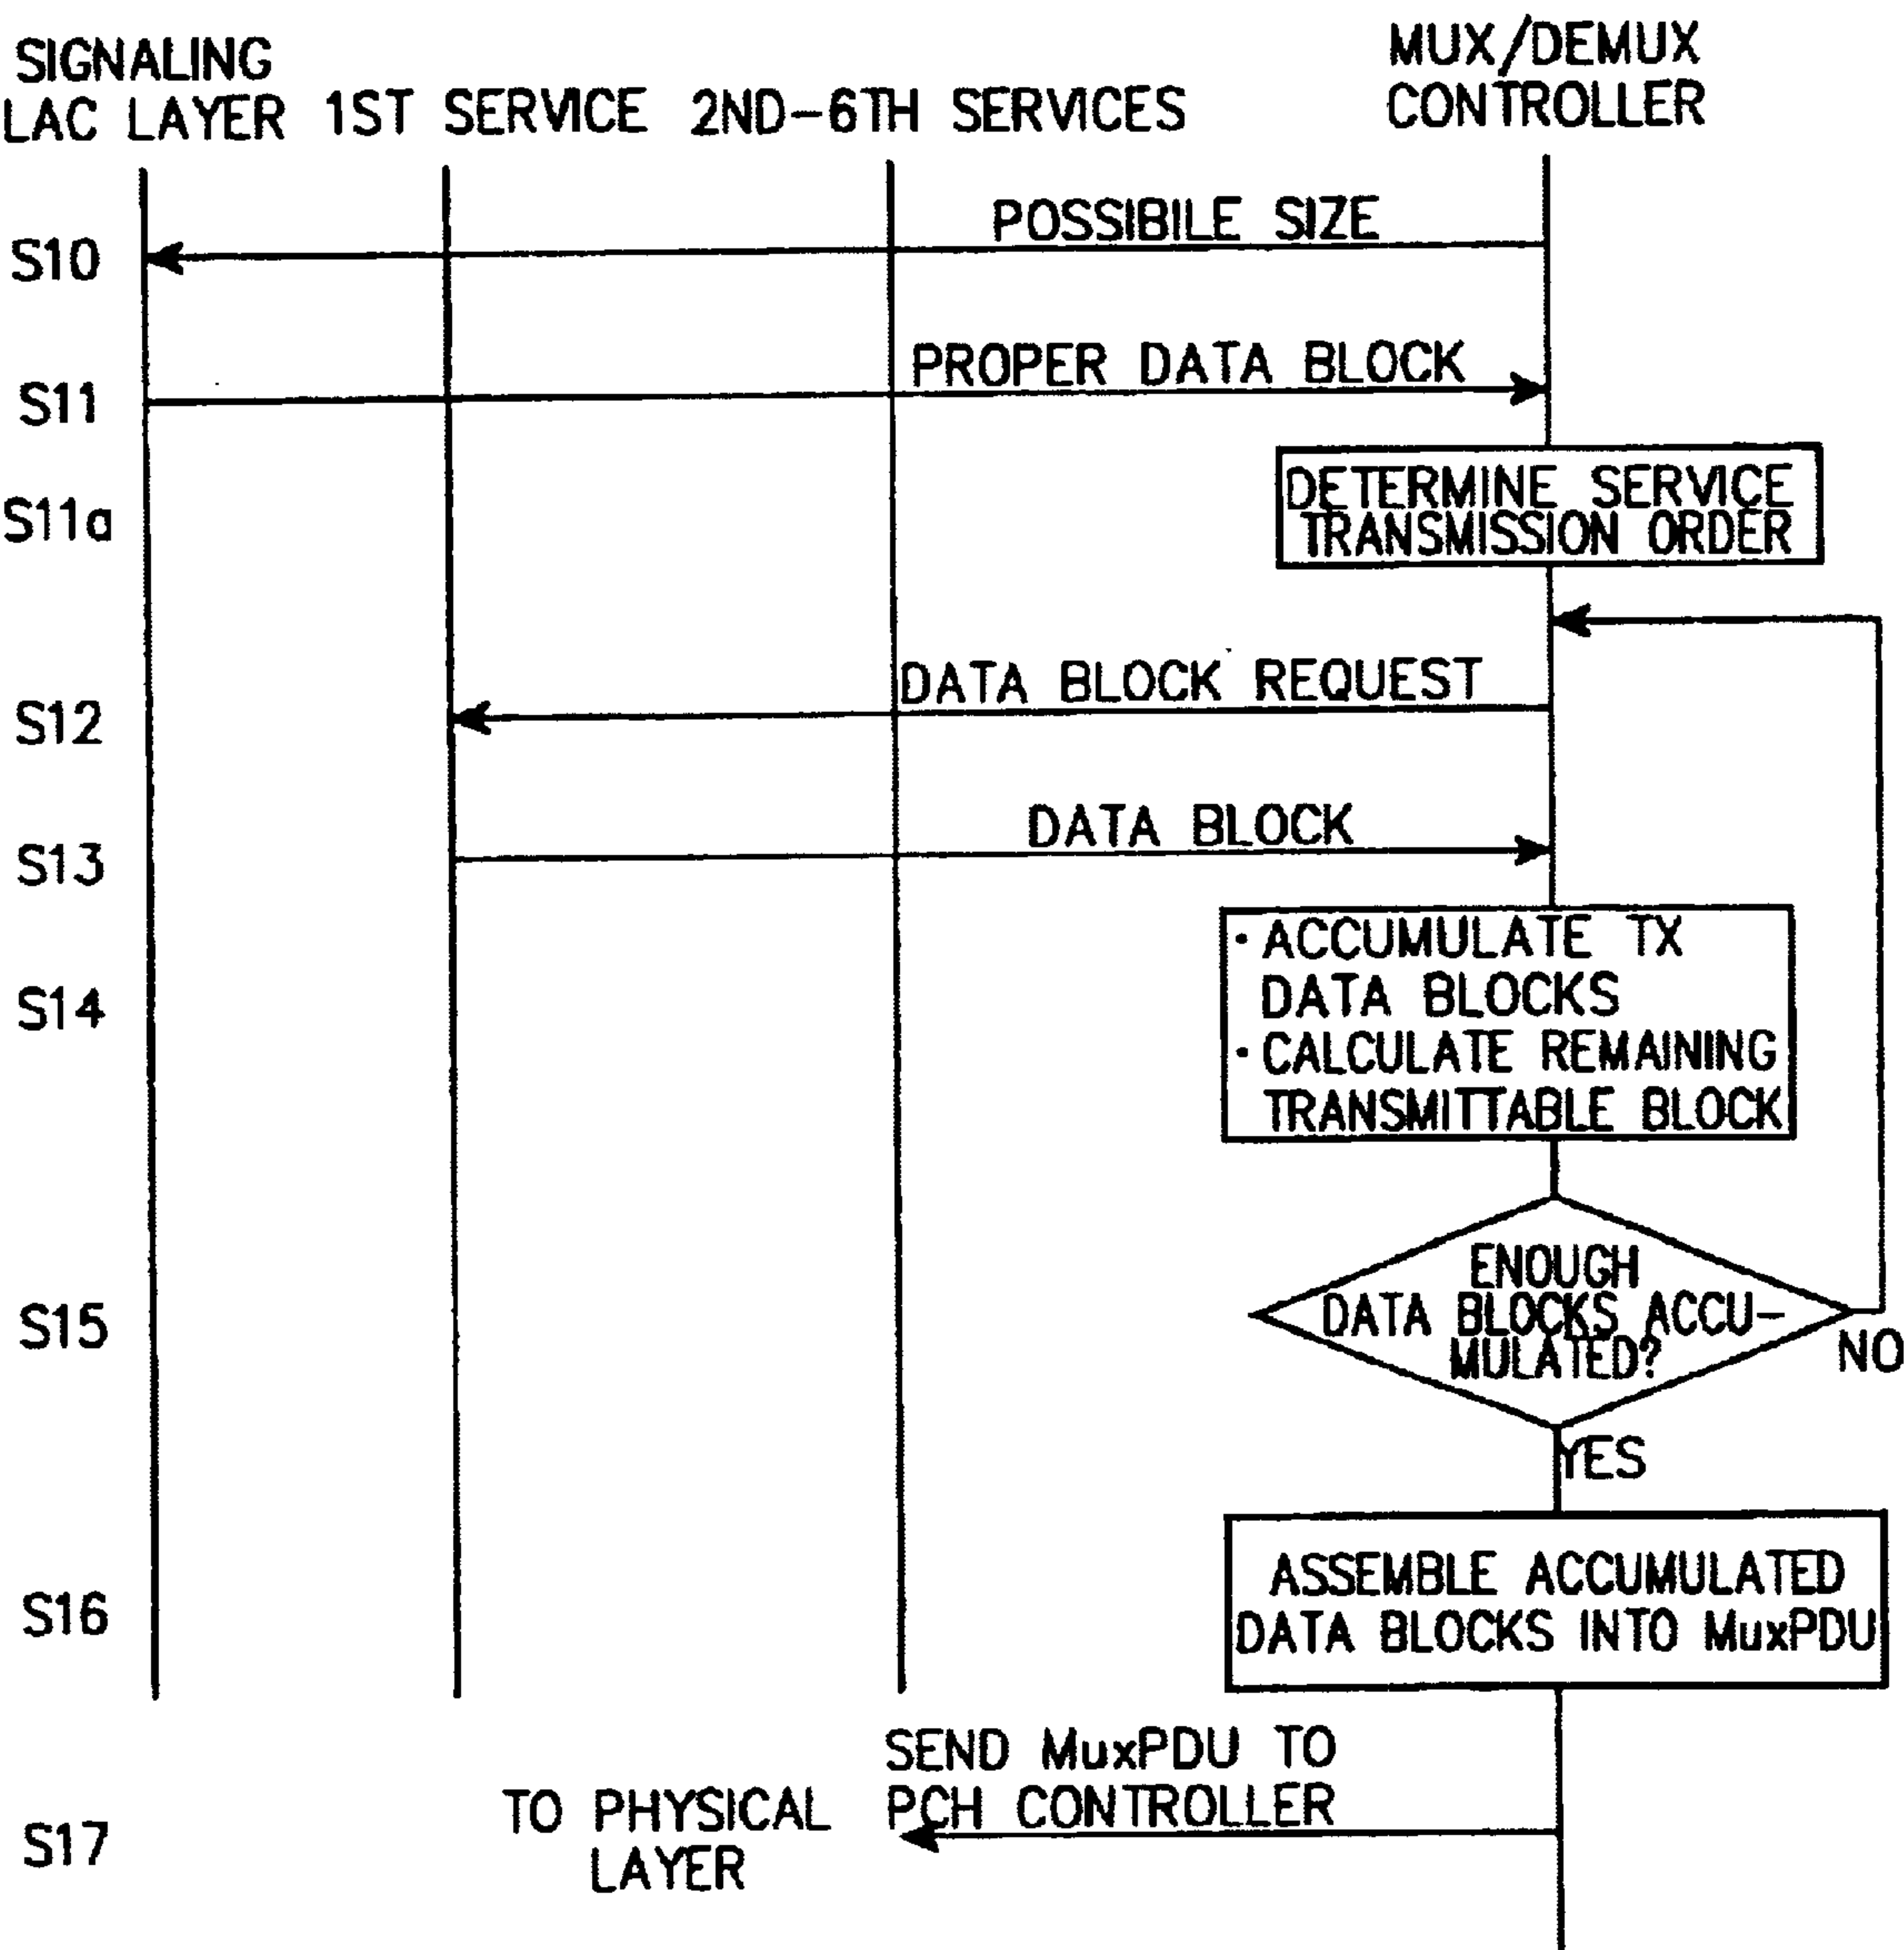 SIGNALING
LAC LAYER
1ST SERVICE
2ND-6TH SERVICES
MUX/DEMUX
CONTROLLER
S10
POSSIBILE SIZE
S11
PROPER DATA BLOCK
S11a
DETERMINE SERVICE
TRANSMISSION ORDER
S12
DATA BLOCK REQUEST
S13
DATA BLOCK
S14
· ACCUMULATE TX
DATA BLOCKS
· CALCULATE REMAINING
TRANSMITTABLE BLOCK
S15
ENOUGH
DATA BLOCKS ACCU-
MULATED?
NO
YES
S16
ASSEMBLE ACCUMULATED
DATA BLOCKS INTO MuxPDU
S17
TO PHYSICAL
LAYER
SEND MuxPDU TO
PCH CONTROLLER